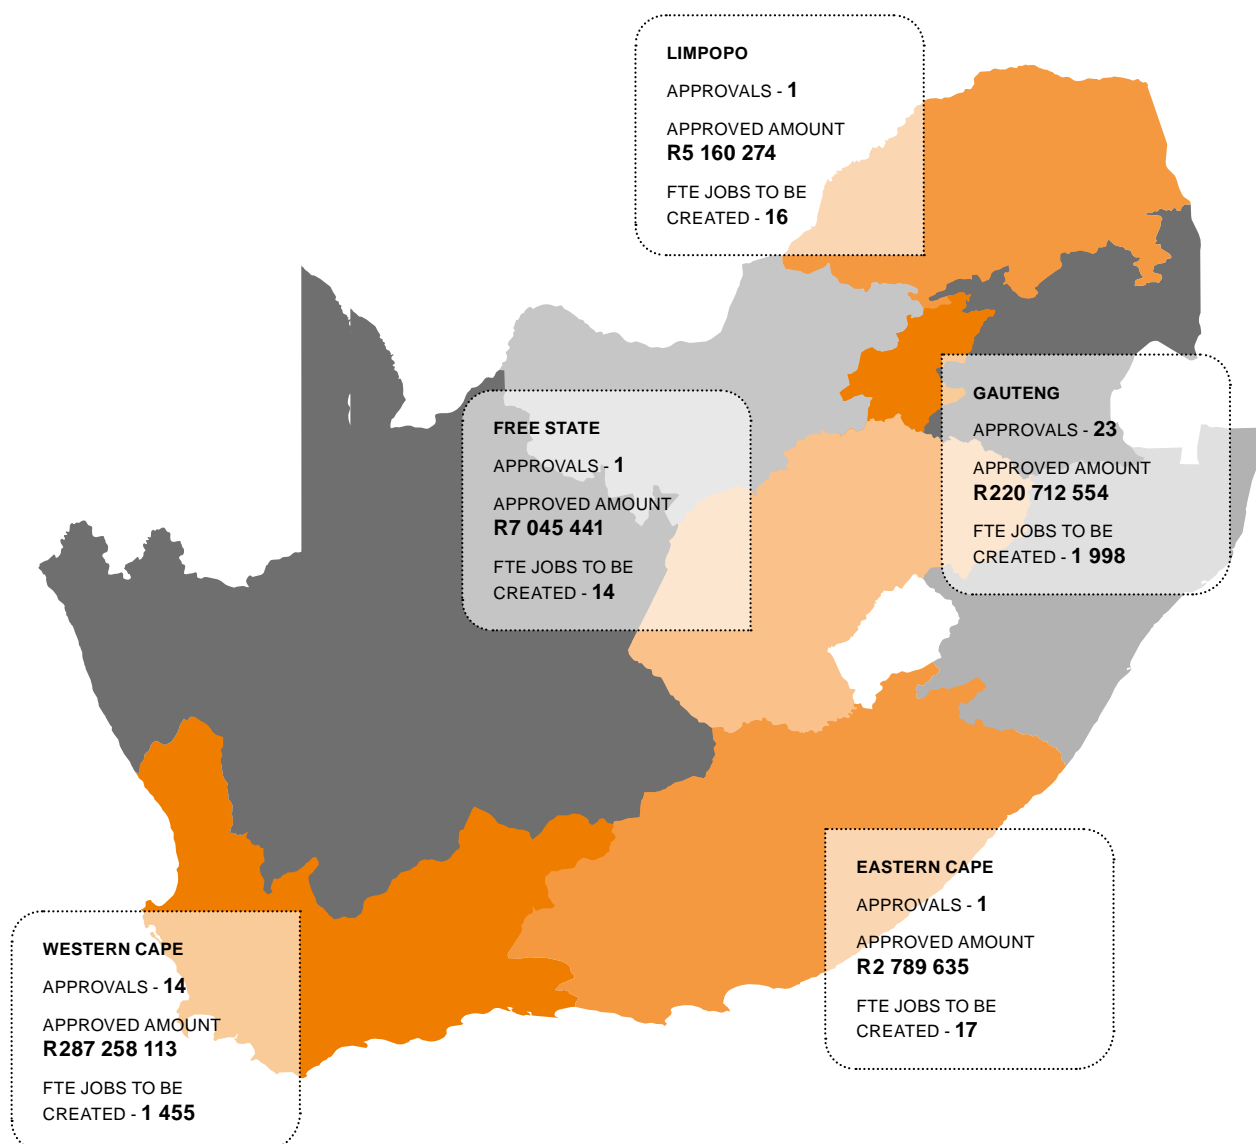 LIMPOPO
APPROVALS - 1
APPROVED AMOUNT
R5 160 274
FTE JOBS TO BE
CREATED - 16
GAUTENG
APPROVALS - 23
APPROVED AMOUNT
R220 712 554
FTE JOBS TO BE
CREATED - 1 998
FREE STATE
APPROVALS - 1
APPROVED AMOUNT
R7 045 441
FTE JOBS TO BE
CREATED - 14
EASTERN CAPE
APPROVALS - 1
APPROVED AMOUNT
R2 789 635
FTE JOBS TO BE
CREATED - 17
WESTERN CAPE
APPROVALS - 14
APPROVED AMOUNT
R287 258 113
FTE JOBS TO BE
CREATED - 1 455